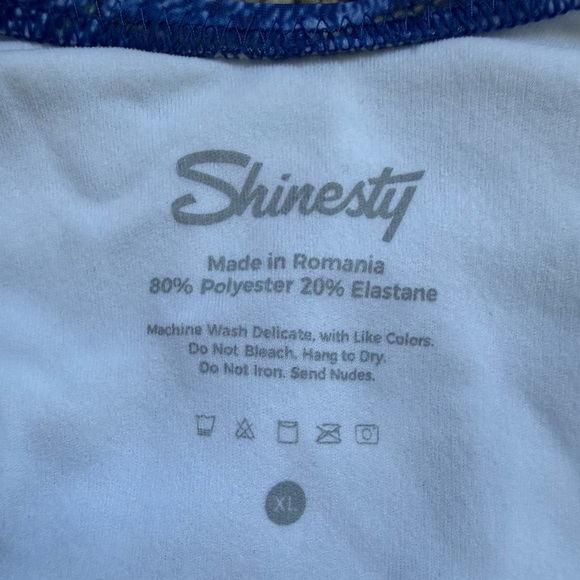 Shinesty
Made in Romania
80% Polyester 20% Elastane
Machine Wash Delicate, with Like Colors.
Do Not Bleach, Hang to Dry.
Do Not Iron. Send Nudes.
XL